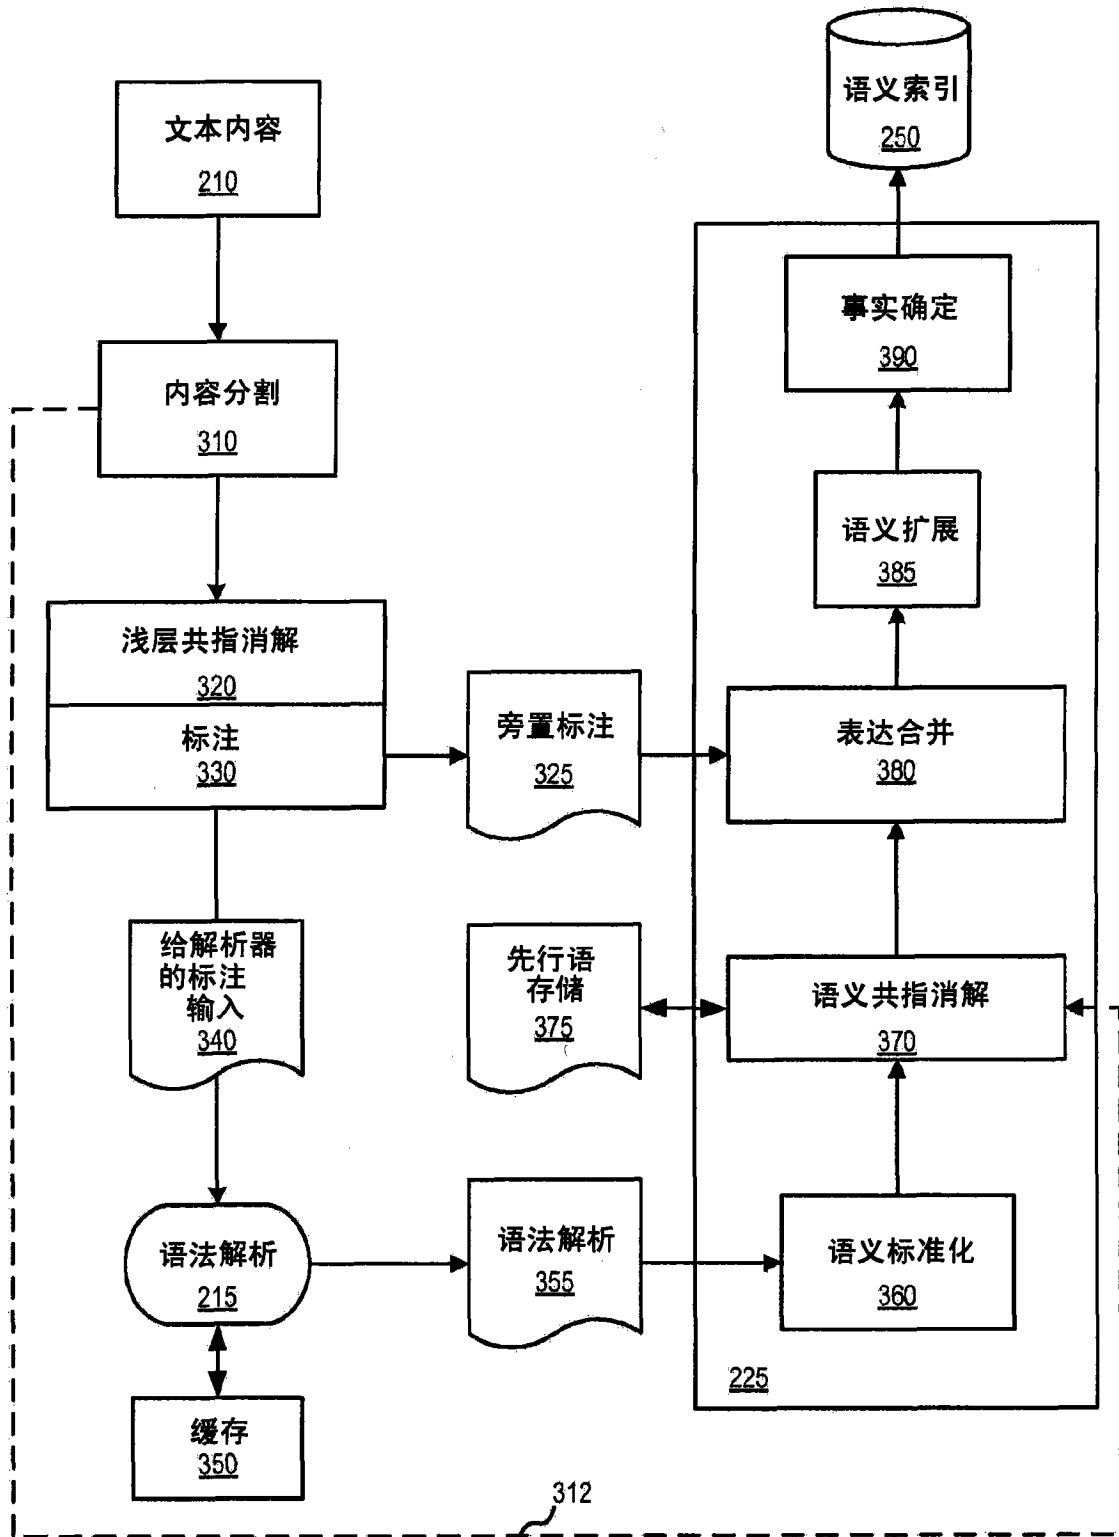 语义索引
250
文本内容
210
事实确定
390
内容分割
310
语义扩展
385
浅层共指消解
320
标注
330
旁置标注
325
表达合并
380
给解析器
的标注
输入
340
先行语
存储
375
语义共指消解
370
语法解析
215
语法解析
355
语义标准化
360
225
缓存
350
312